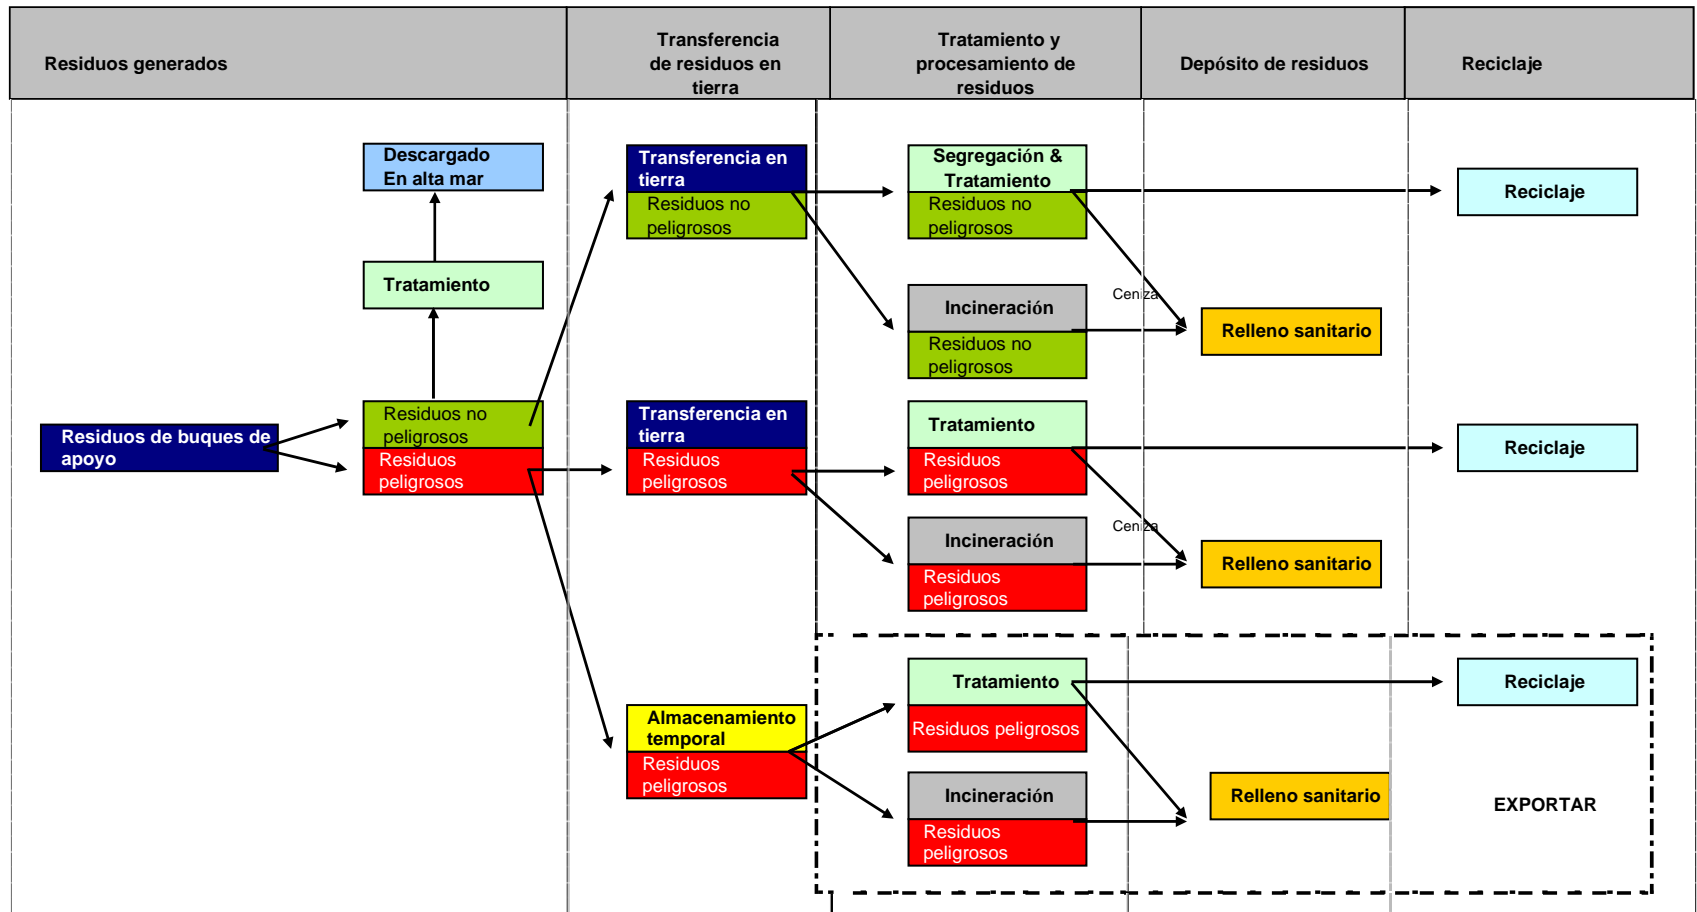 Residuos generados
Transferencia
de residuos en
tierra
Tratamiento y
procesamiento de
residuos
Depósito de residuos
Reciclaje
Descargado
En alta mar
Transferencia en
tierra
Residuos no
peligrosos
Segregación &
Tratamiento
Residuos no
peligrosos
Reciclaje
Tratamiento
Incineración
Residuos no
peligrosos
Ceniza
Relleno sanitario
Residuos de buques de
apoyo
Residuos no
peligrosos
Residuos
peligrosos
Transferencia en
tierra
Residuos
peligrosos
Tratamiento
Residuos
peligrosos
Reciclaje
Incineración
Residuos
peligrosos
Ceniza
Relleno sanitario
Almacenamiento
temporal
Residuos
peligrosos
Tratamiento
Residuos peligrosos
Reciclaje
Incineración
Residuos
peligrosos
Relleno sanitario
EXPORTAR